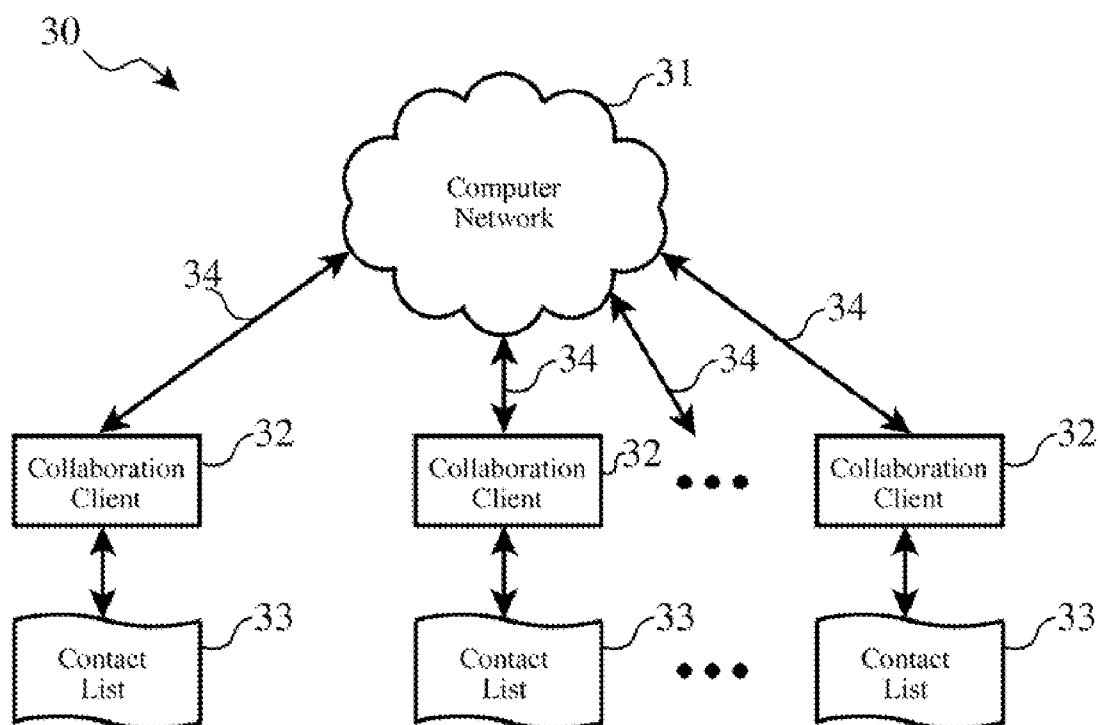 30
31
Computer
Network
34
34
34
34
32
32
32
Collaboration
Client
Collaboration
Client
Collaboration
Client
33
33
33
Contact
List
Contact
List
Contact
List